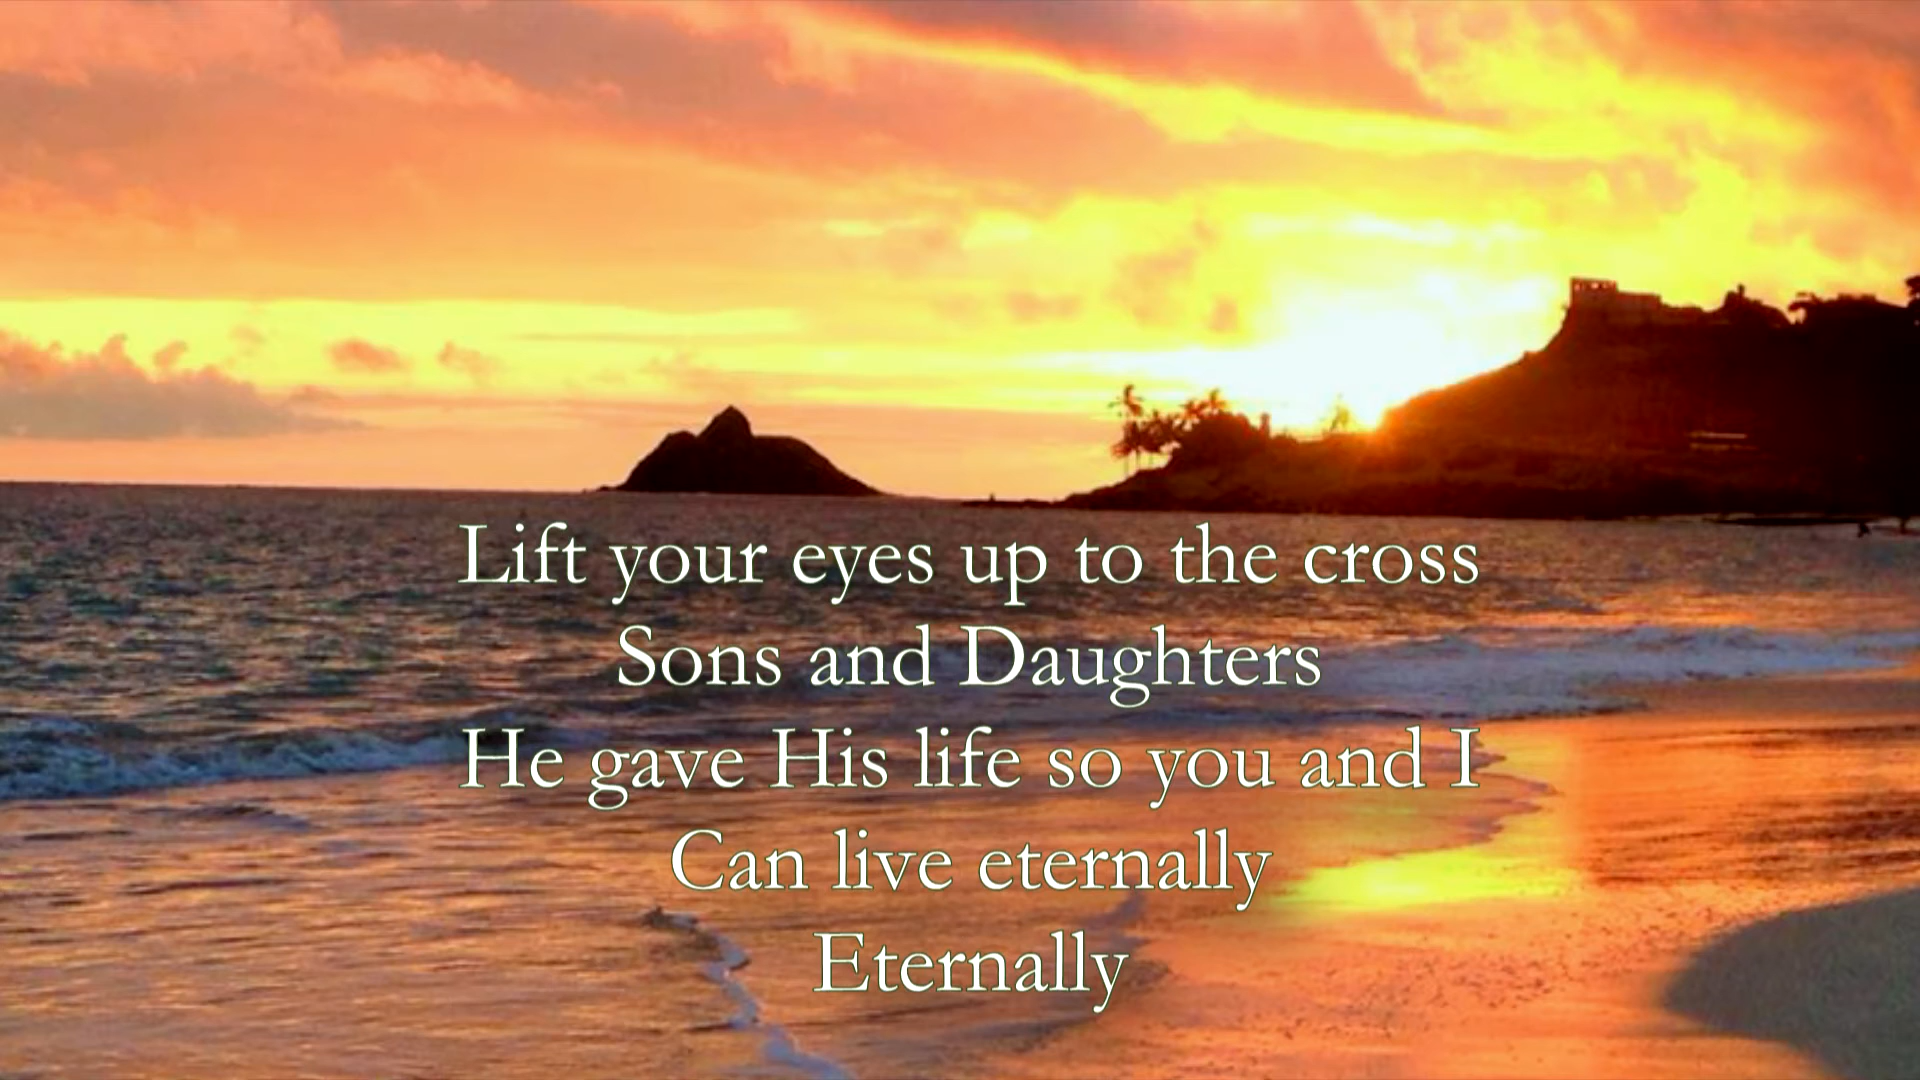 Lift your eyes up to the cross
Sons and Daughters
He gave His life so you and I
Can live eternally
Eternally